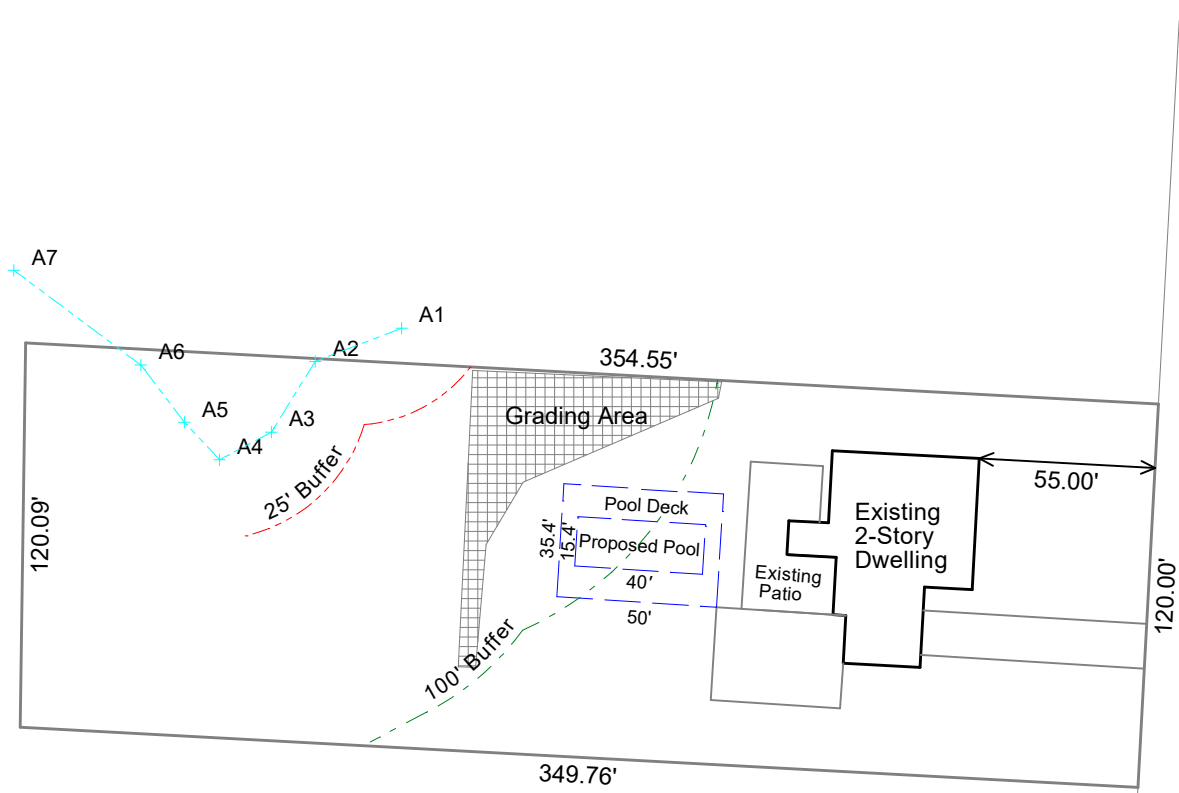 A7
A1
A6
A2
354.55'
A5
A3
Grading Area
A4
25' Buffer
55.00'
Pool Deck
Existing
2-Story
Dwelling
120.09'
35.4'
15.4'
Proposed Pool
40'
Existing
Patio
50'
120.00'
100' Buffer
349.76'